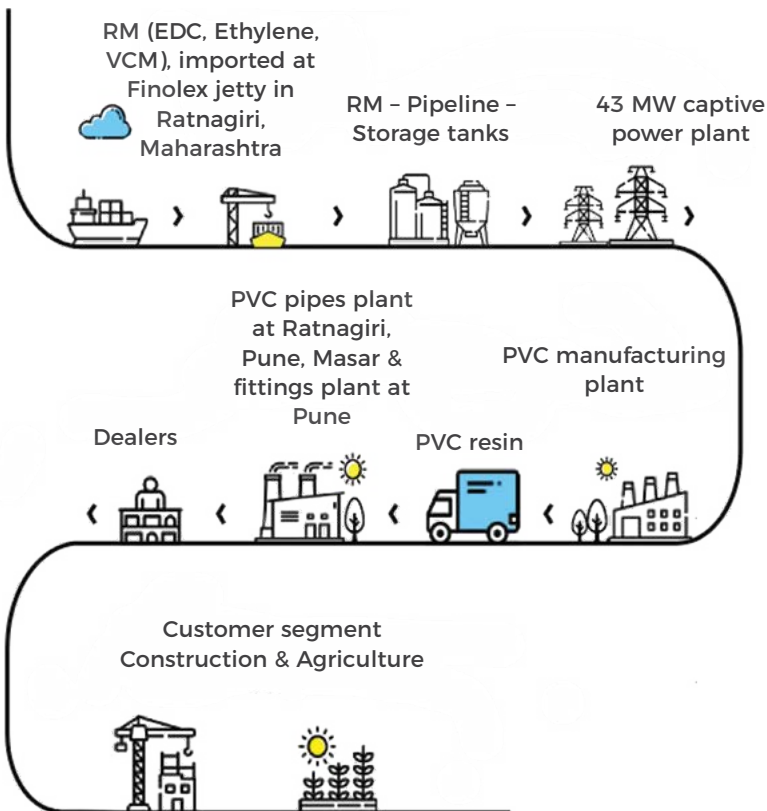 RM (EDC, Ethylene,
VCM), imported at
Finolex jetty in
Ratnagiri,
Maharashtra
RM – Pipeline –
Storage tanks
43 MW captive
power plant
PVC manufacturing
plant
PVC resin
PVC pipes plant
at Ratnagiri,
Pune, Masar &
fittings plant at
Pune
Dealers
Customer segment
Construction & Agriculture